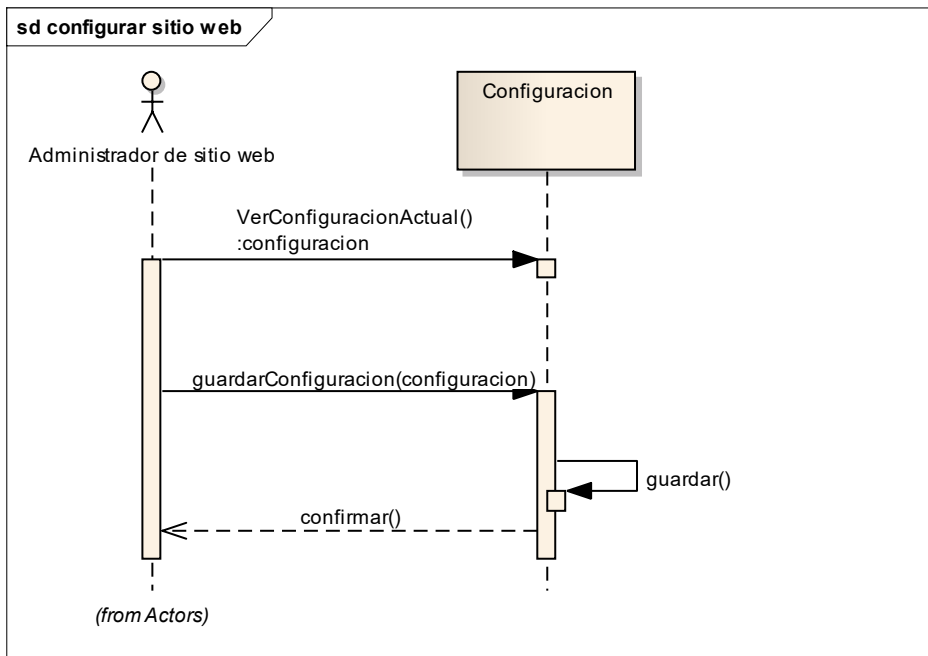 sd configurar sitio web
Configuracion
Administrador de sitio web
VerConfiguracionActual()
:configuracion
guardarConfiguracion(configuracion)
guardar()
confirmar()
(from Actors)